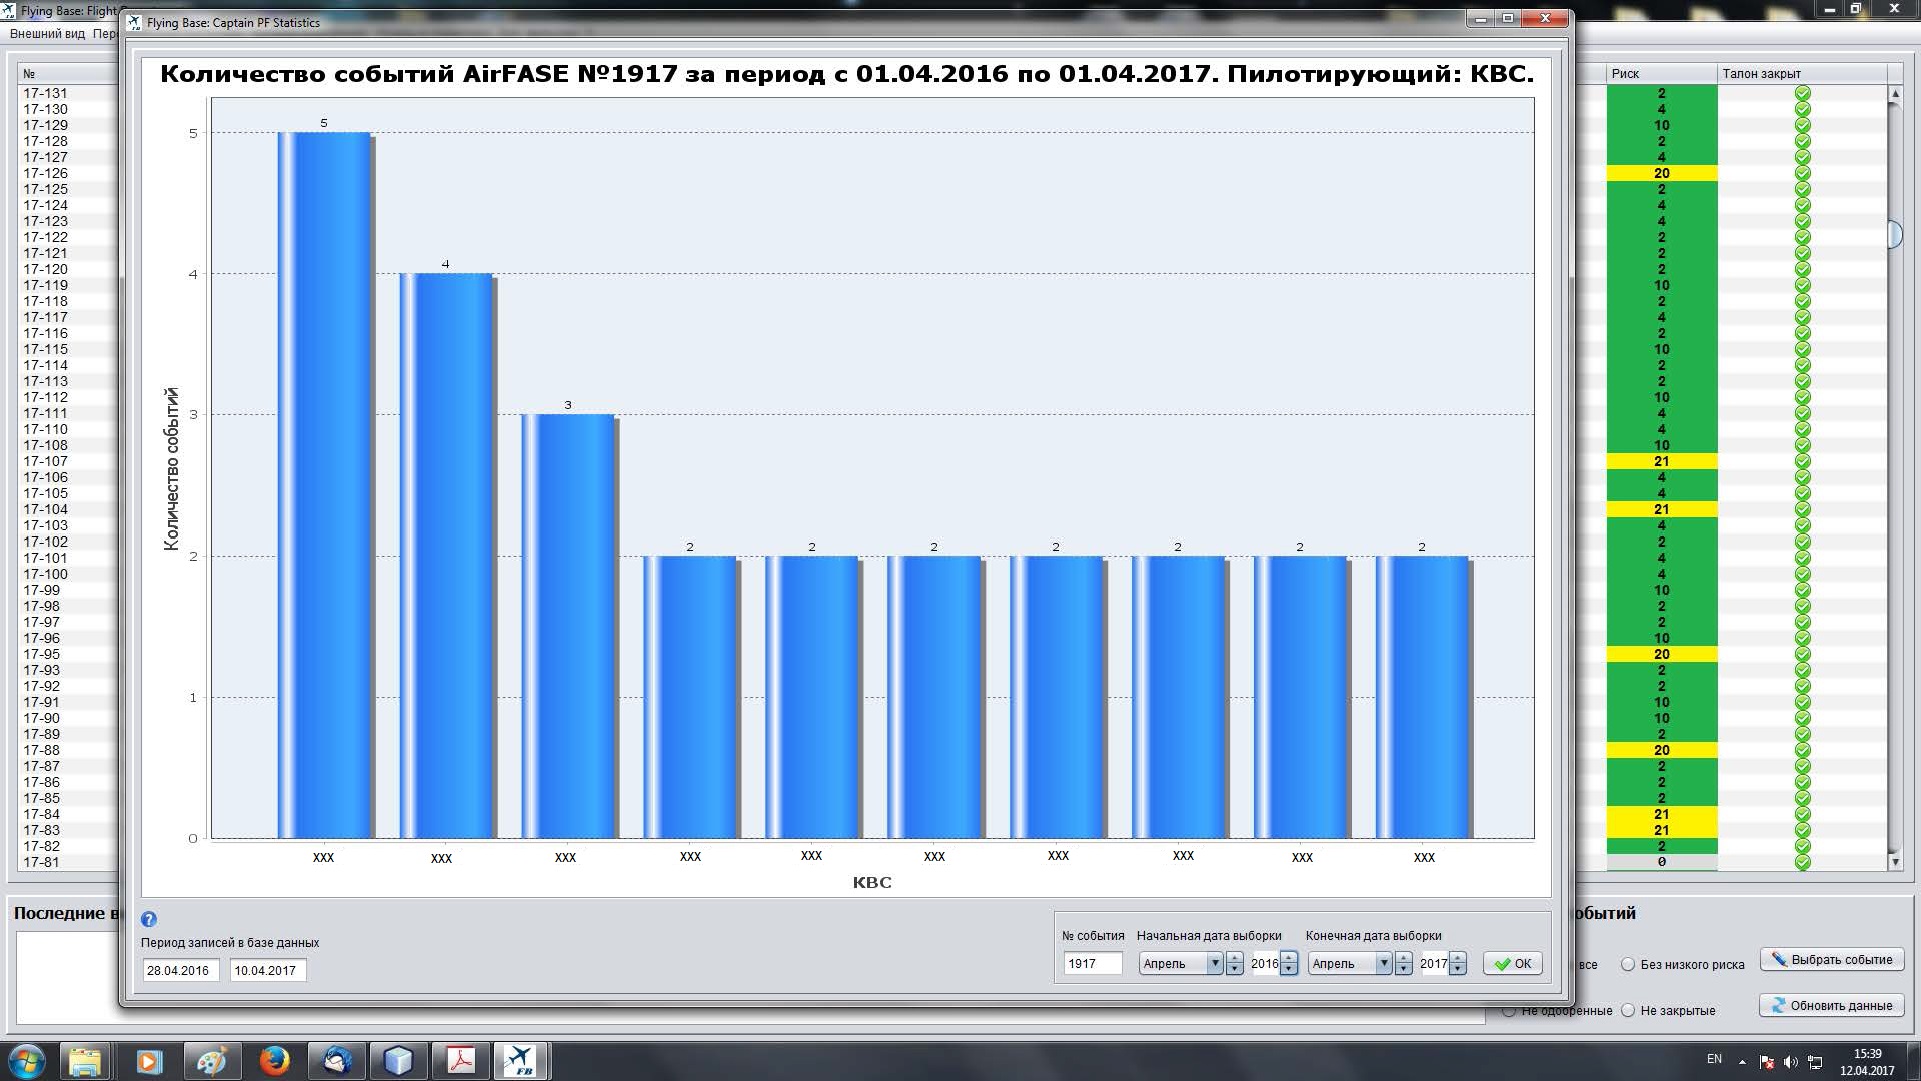 Flying Base: Flight
Внешний вид
Flying Base: Captain PF Statistics
Количество событий AirFASE №1917 за период с 01.04.2016 по 01.04.2017. Пилотирующий: КВС.
Количество событий
5
4
3
2
1
0
5
4
3
2
2
2
2
2
2
2
xxx
xxx
xxx
xxx
xxx
xxx
xxx
xxx
xxx
xxx
КВС
Период записей в базе данных
28.04.2016 10.04.2017
№ события Начальная дата выборки Конечная дата выборки
1917 Апрель 2016 Апрель 2017 ОК
№ Риск Талон закрыт
17-131 2
17-130 4
17-129 10
17-128 2
17-127 4
17-126 20
17-125 2
17-124 4
17-123 4
17-122 2
17-121 2
17-120 2
17-119 10
17-118 2
17-117 4
17-116 2
17-115 10
17-114 2
17-113 2
17-112 10
17-111 4
17-110 4
17-108 10
17-107 21
17-106 4
17-105 4
17-104 21
17-103 4
17-102 2
17-101 4
17-100 4
17-99 10
17-98 2
17-97 2
17-96 10
17-95 20
17-93 2
17-92 2
17-91 10
17-90 10
17-89 2
17-88 20
17-87 2
17-86 2
17-85 2
17-84 21
17-83 21
17-82 2
17-81 0
Последние
обытий
все Без низкого риска Выбрать событие
Не одобренные Не закрытые Обновить данные
FB
EN 15:39
12.04.2017